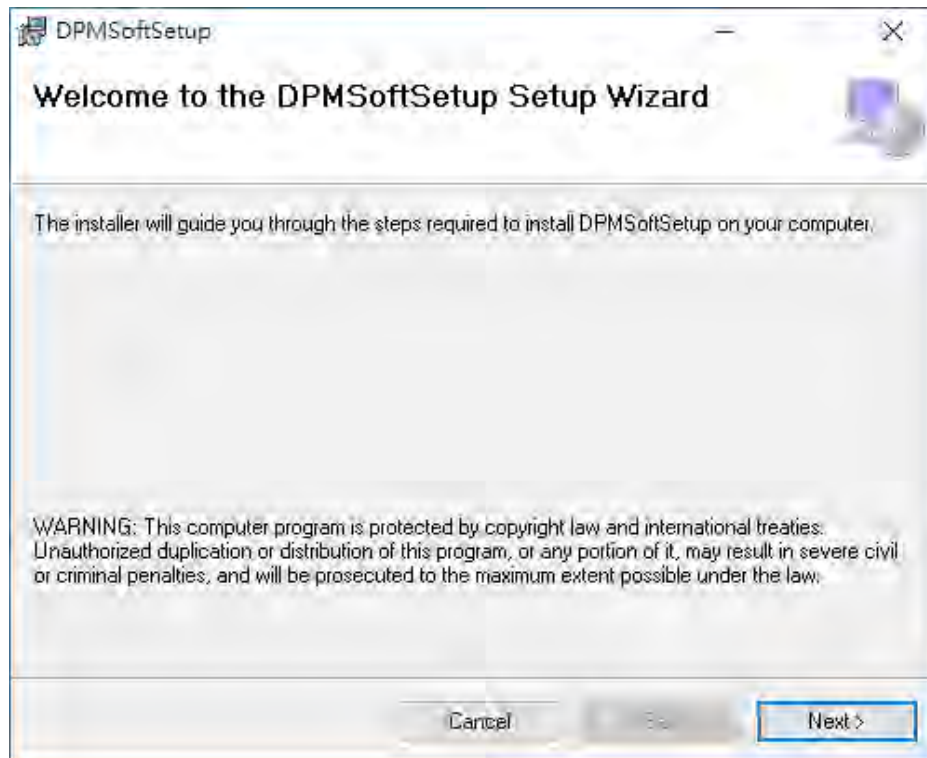 DPMSoftSetup
Welcome to the DPMSoftSetup Setup Wizard
The installer will guide you through the steps required to install DPMSoftSetup on your computer.
WARNING: This computer program is protected by copyright law and international treaties.
Unauthorized duplication or distribution of this program, or any portion of it, may result in severe civil
or criminal penalties, and will be prosecuted to the maximum extent possible under the law.
Cancel
Next >